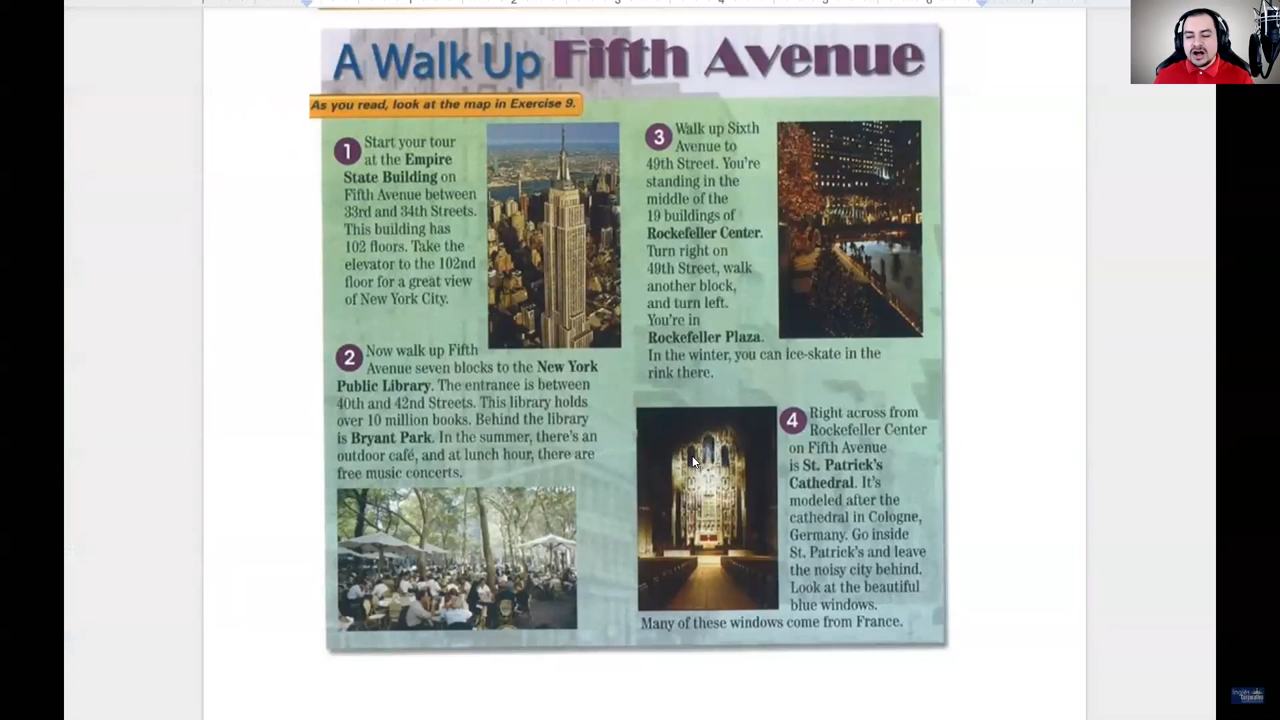 A Walk Up Fifth Avenue
As you read, look at the map in Exercise 9.
1 Start your tour
at the Empire
State Building on
Fifth Avenue between
33rd and 34th Streets.
This building has
102 floors. Take the
elevator to the 102nd
floor for a great view
of New York City.
2 Now walk up Fifth
Avenue seven blocks to the New York
Public Library. The entrance is between
40th and 42nd Streets. This library holds
over 10 million books. Behind the library
is Bryant Park. In the summer, there's an
outdoor café, and at lunch hour, there are
free music concerts.
3 Walk up Sixth
Avenue to
49th Street. You're
standing in the
middle of the
19 buildings of
Rockefeller Center.
Turn right on
49th Street, walk
another block,
and turn left.
You're in
Rockefeller Plaza.
In the winter, you can ice-skate in the
rink there.
4 Right across from
Rockefeller Center
on Fifth Avenue
is St. Patrick's
Cathedral. It's
modeled after the
cathedral in Cologne,
Germany. Go inside
St. Patrick's and leave
the noisy city behind.
Look at the beautiful
blue windows.
Many of these windows come from France.